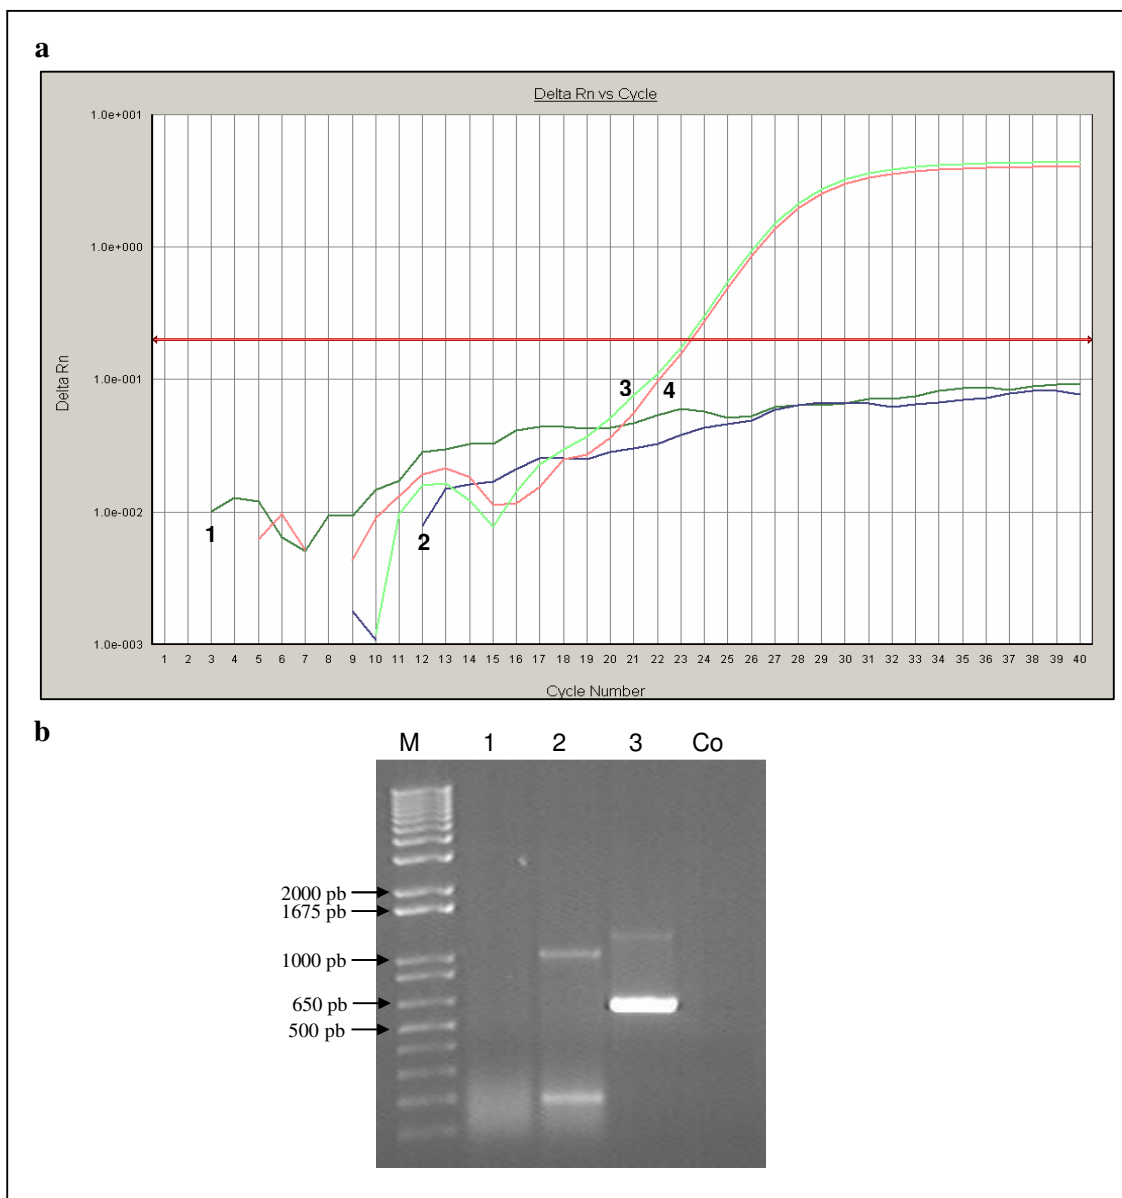 a
Delta Rn vs Cycle
1.0e+001
1.0e+000
1.0e-001
1.0e-002
1.0e-003
Delta Rn
3
4
1
2
1 2 3 4 5 6 7 8 9 10 11 12 13 14 15 16 17 18 19 20 21 22 23 24 25 26 27 28 29 30 31 32 33 34 35 36 37 38 39 40
Cycle Number
b
M 1 2 3 Co
2000 pb
1675 pb
1000 pb
650 pb
500 pb